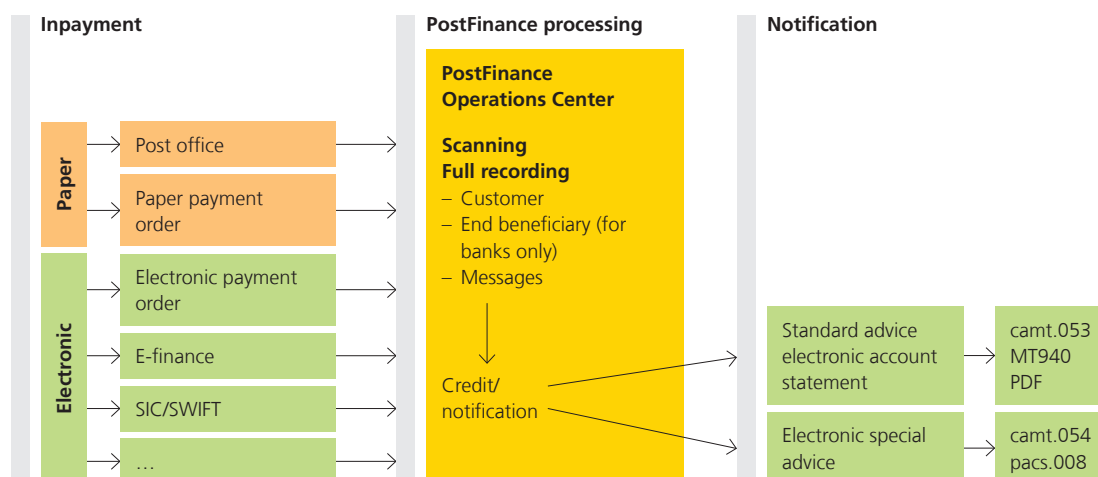 Inpayment
PostFinance processing
Notification
Paper
Post office
Paper payment
order
Electronic
Electronic payment
order
E-finance
SIC/SWIFT
…
PostFinance
Operations Center
Scanning
Full recording
– Customer
– End beneficiary (for
banks only)
– Messages
Credit/
notification
Standard advice
electronic account
statement
camt.053
MT940
PDF
Electronic special
advice
camt.054
pacs.008